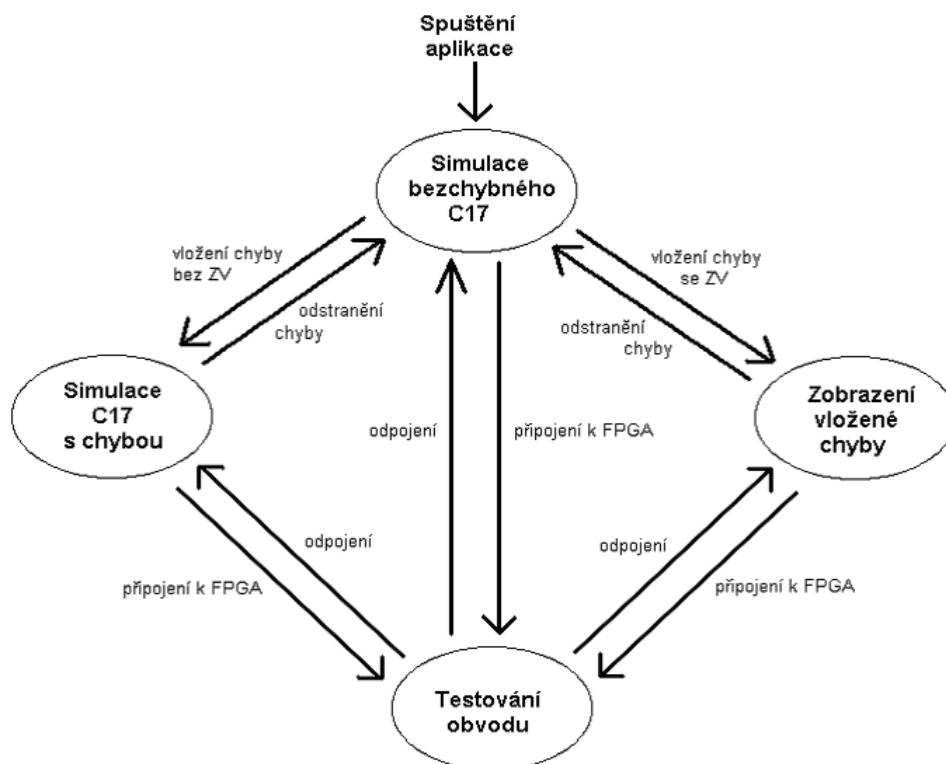 Spuštění
aplikace
Simulace
bezchybného
C17
vložení chyby
bez ZV
vložení chyby
se ZV
odstranění
chyby
odstranění
chyby
Simulace
C17
s chybou
Zobrazení
vložené
chyby
odpojení
připojení k FPGA
odpojení
připojení k FPGA
odpojení
připojení k FPGA
Testování
obvodu